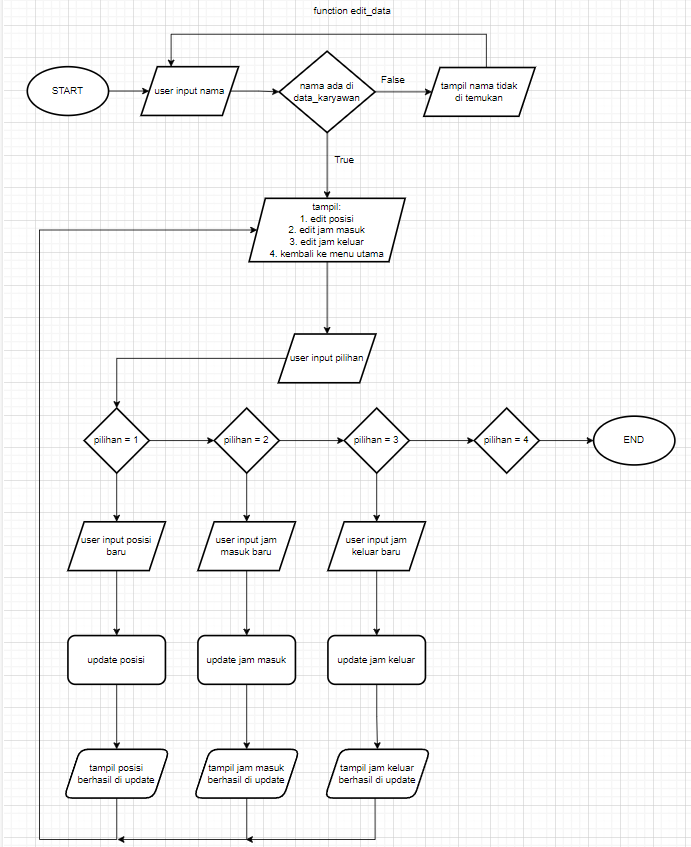 function edit_data
START
user input nama
nama ada di
data_karyawan
False
tampil nama tidak
di temukan
True
tampil:
1. edit posisi
2. edit jam masuk
3. edit jam keluar
4. kembali ke menu utama
user input pilihan
pilihan = 1
pilihan = 2
pilihan = 3
pilihan = 4
END
user input posisi
baru
user input jam
masuk baru
user input jam
keluar baru
update posisi
update jam masuk
update jam keluar
tampil posisi
berhasil di update
tampil jam masuk
berhasil di update
tampil jam keluar
berhasil di update